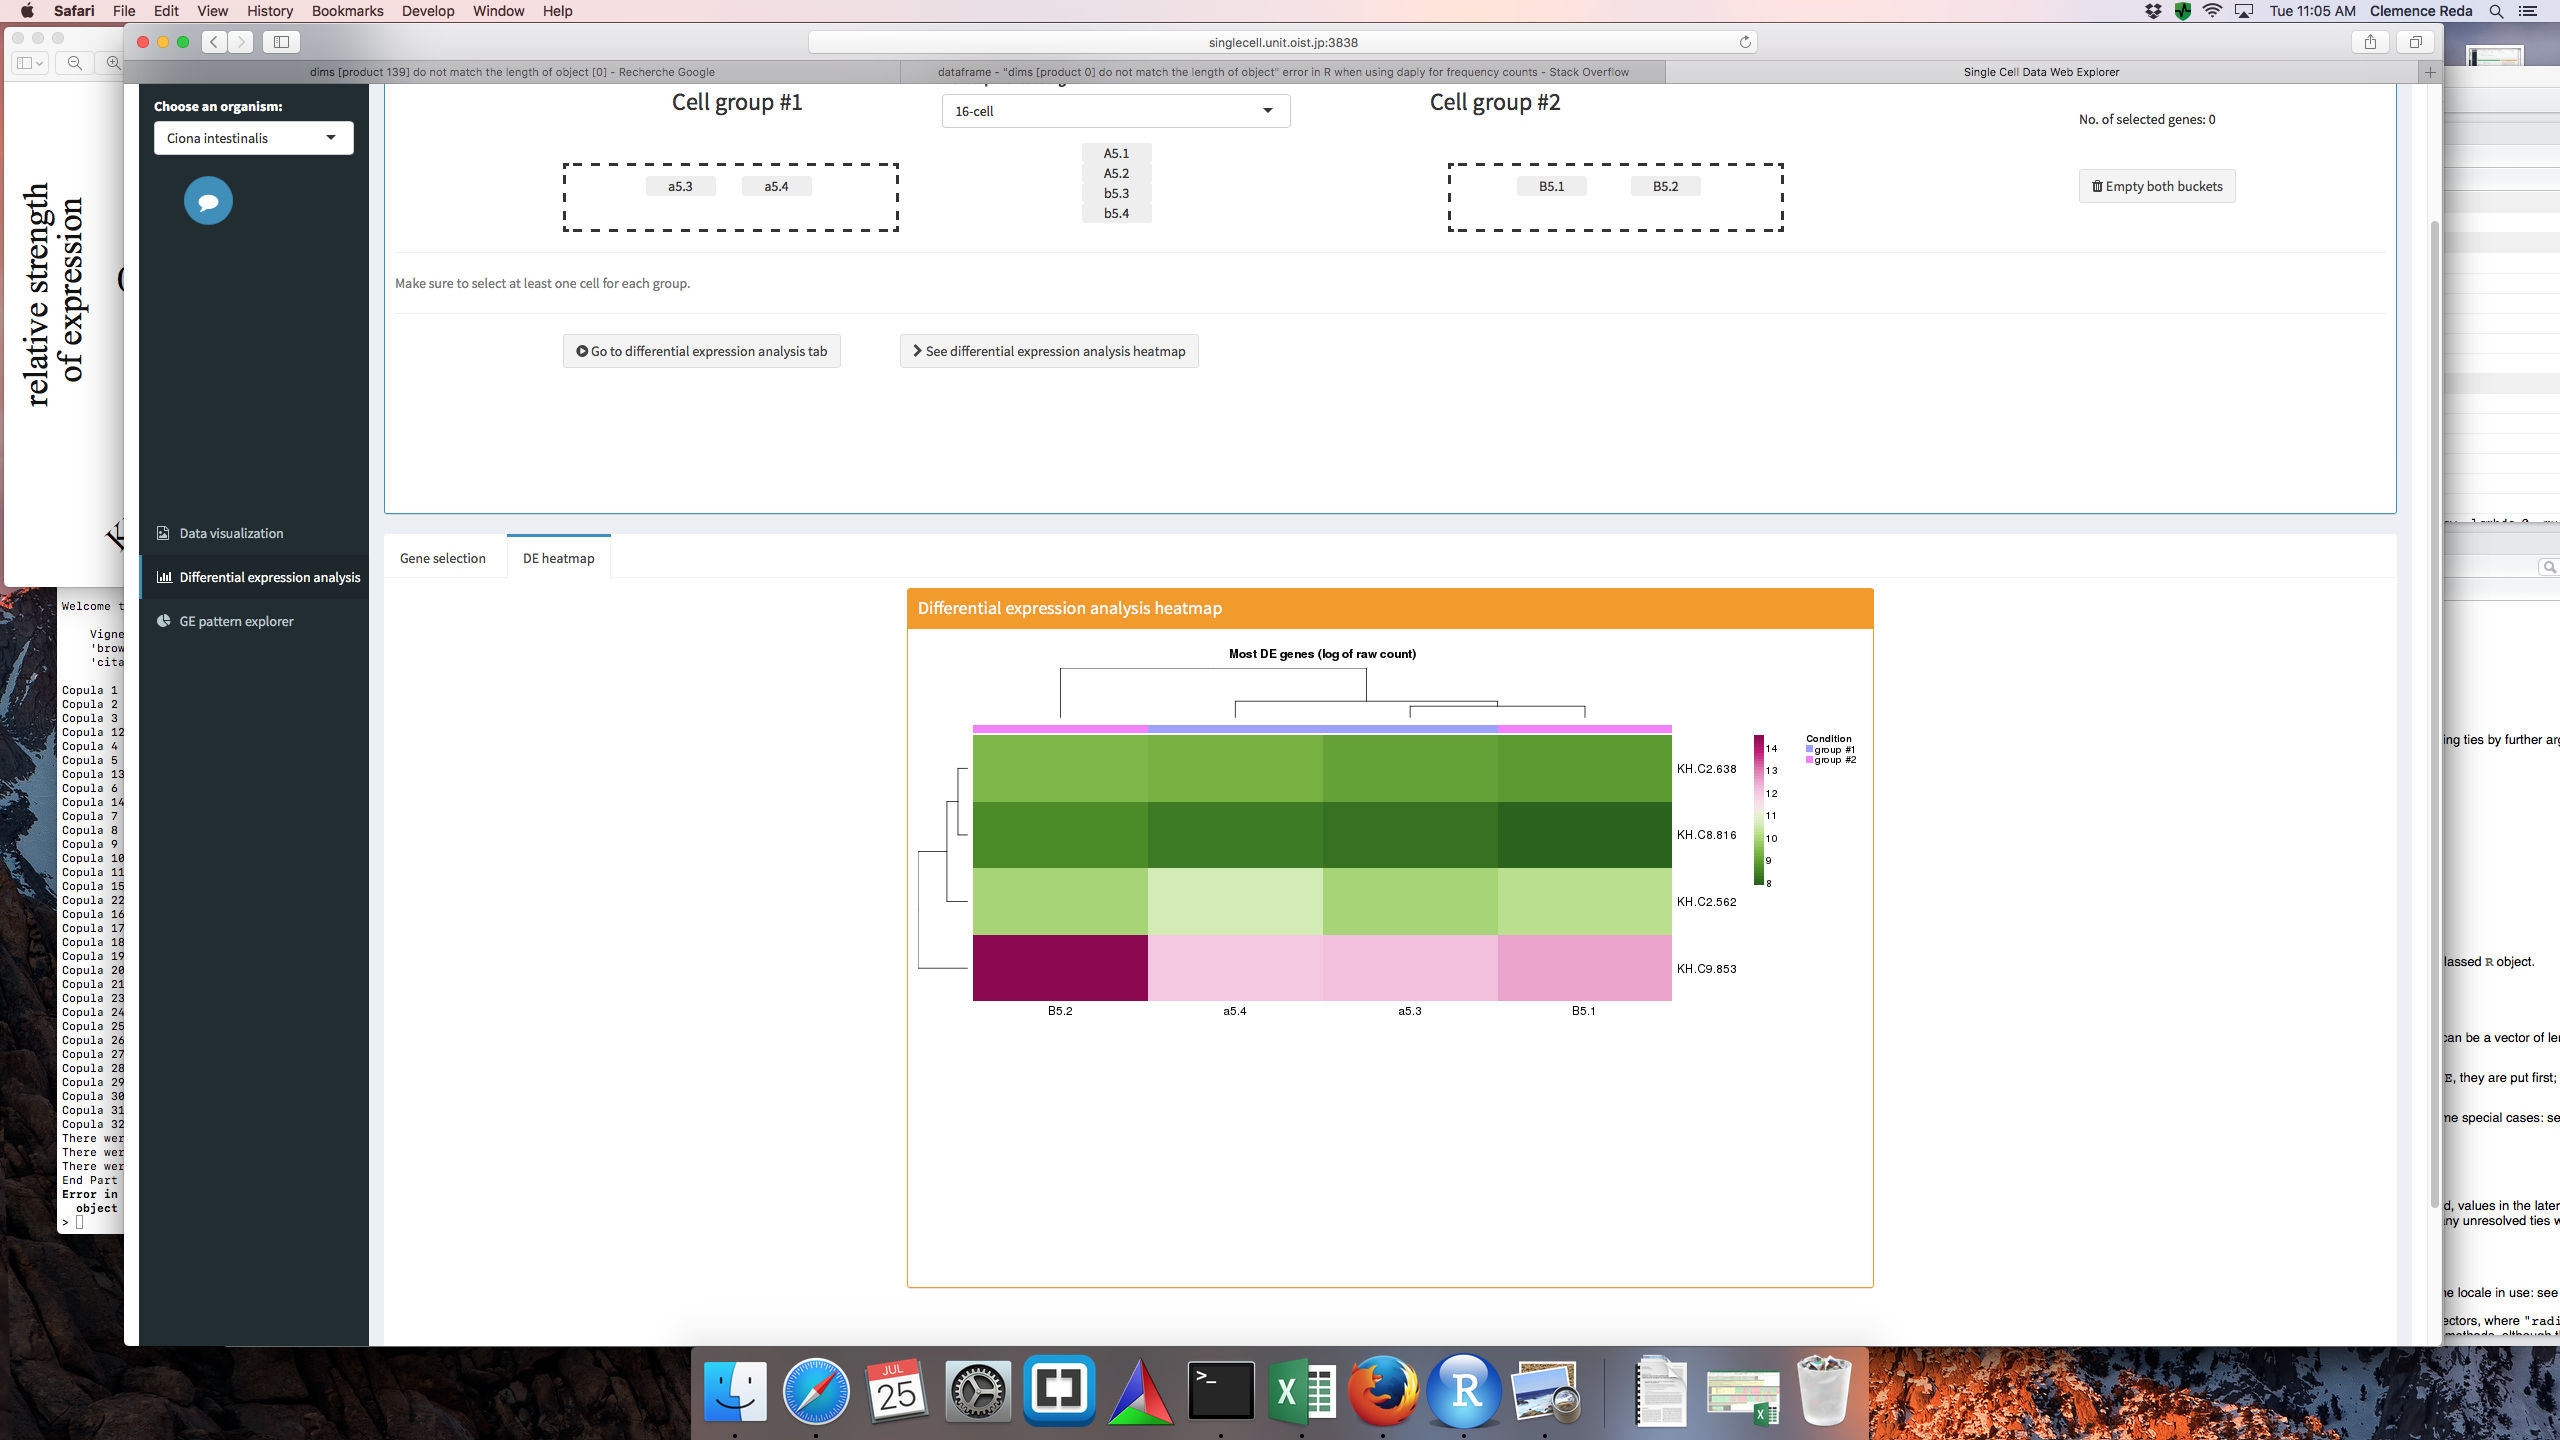 Safari File Edit View History Bookmarks Develop Window Help
Tue 11:05 AM Clemence Reda
singlecell.unit.oist.jp:3838
dims [product 139] do not match the length of object [0] - Recherche Google
dataframe - "dims [product 0] do not match the length of object" error in R when using daply for frequency counts - Stack Overflow
Single Cell Data Web Explorer
relative strength
of expression
Choose an organism:
Ciona intestinalis
Data visualization
Differential expression analysis
GE pattern explorer
Cell group #1
16-cell
Cell group #2
No. of selected genes: 0
a5.3 a5.4
A5.1
A5.2
b5.3
b5.4
B5.1 B5.2
Empty both buckets
Make sure to select at least one cell for each group.
Go to differential expression analysis tab
See differential expression analysis heatmap
Gene selection
DE heatmap
Differential expression analysis heatmap
Most DE genes (log of raw count)
KH.C2.638
KH.C8.816
KH.C2.562
KH.C9.853
B5.2 a5.4 a5.3 B5.1
14
13
12
11
10
9
8
Condition
group #1
group #2
Welcome t
Vigne
'brow
'cita
Copula 1
Copula 2
Copula 3
Copula 12
Copula 4
Copula 5
Copula 13
Copula 6
Copula 14
Copula 7
Copula 8
Copula 9
Copula 10
Copula 11
Copula 15
Copula 22
Copula 16
Copula 17
Copula 18
Copula 19
Copula 20
Copula 21
Copula 23
Copula 24
Copula 25
Copula 26
Copula 27
Copula 28
Copula 29
Copula 30
Copula 31
Copula 32
There wer
There wer
There wer
End Part
Error in
object
>
ing ties by further arg
lassed R object.
can be a vector of le
E, they are put first;
me special cases: se
d, values in the later
ny unresolved ties w
he locale in use: see
ectors, where "radi
JUL
25